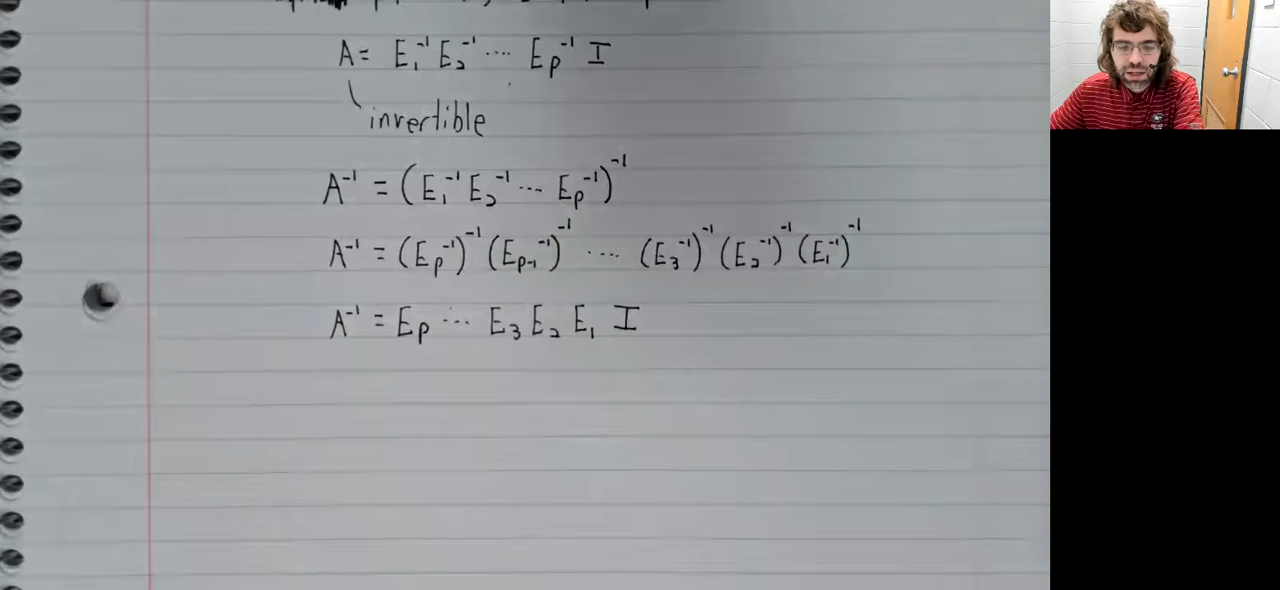 A = E₁⁻¹ E₂⁻¹ ···· Eₚ⁻¹ I
invertible
A⁻¹ = (E₁⁻¹ E₂⁻¹ ··· Eₚ⁻¹)⁻¹
A⁻¹ = (Eₚ⁻¹)⁻¹ (Eₚ₋₁⁻¹)⁻¹ ···· (E₃⁻¹)⁻¹ (E₂⁻¹)⁻¹ (E₁⁻¹)⁻¹
A⁻¹ = Eₚ ··· E₃ E₂ E₁ I